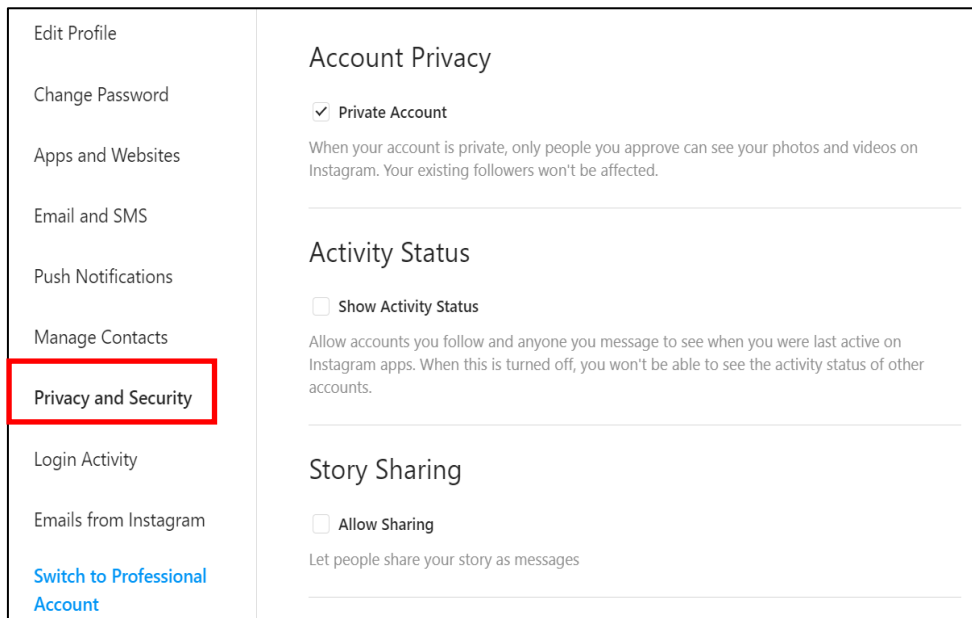 Edit Profile
Change Password
Apps and Websites
Email and SMS
Push Notifications
Manage Contacts
Privacy and Security
Login Activity
Emails from Instagram
Switch to Professional
Account
Account Privacy
Private Account
When your account is private, only people you approve can see your photos and videos on
Instagram. Your existing followers won't be affected.
Activity Status
Show Activity Status
Allow accounts you follow and anyone you message to see when you were last active on
Instagram apps. When this is turned off, you won't be able to see the activity status of other
accounts.
Story Sharing
Allow Sharing
Let people share your story as messages